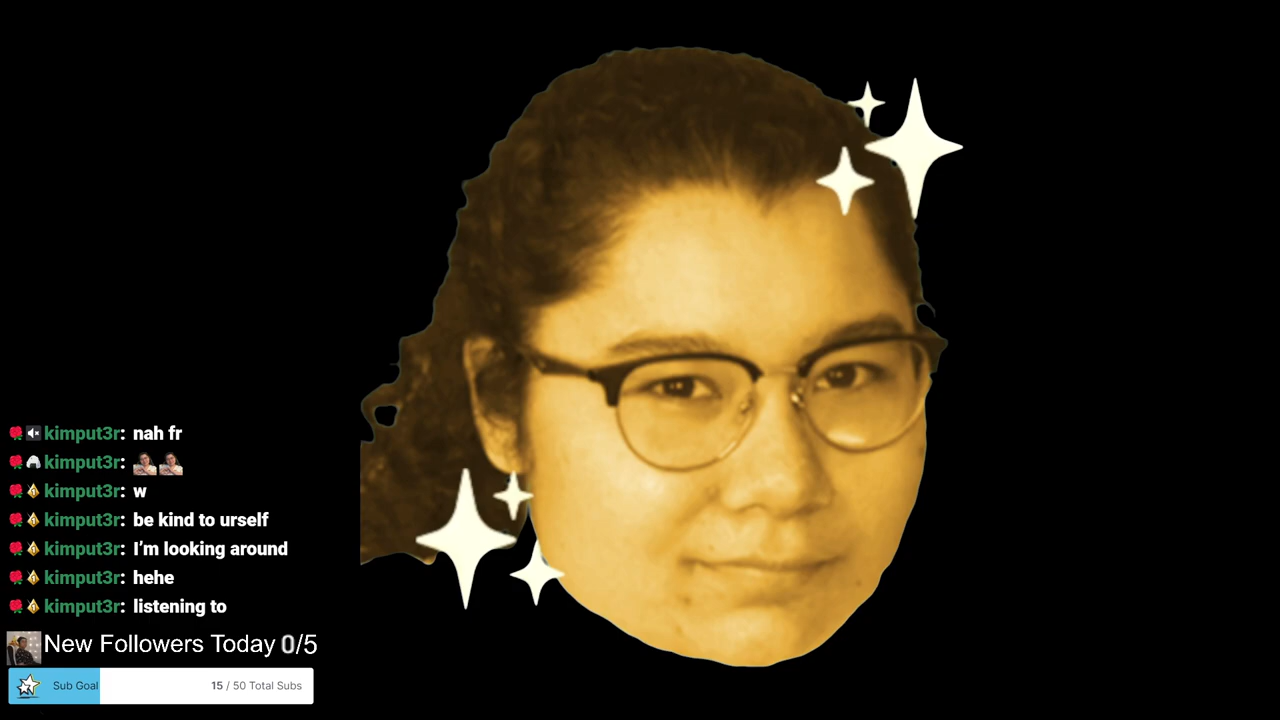 kimput3r: nah fr
kimput3r:
kimput3r: w
kimput3r: be kind to urself
kimput3r: I'm looking around
kimput3r: hehe
kimput3r: listening to
New Followers Today 0/5
Sub Goal 15 / 50 Total Subs